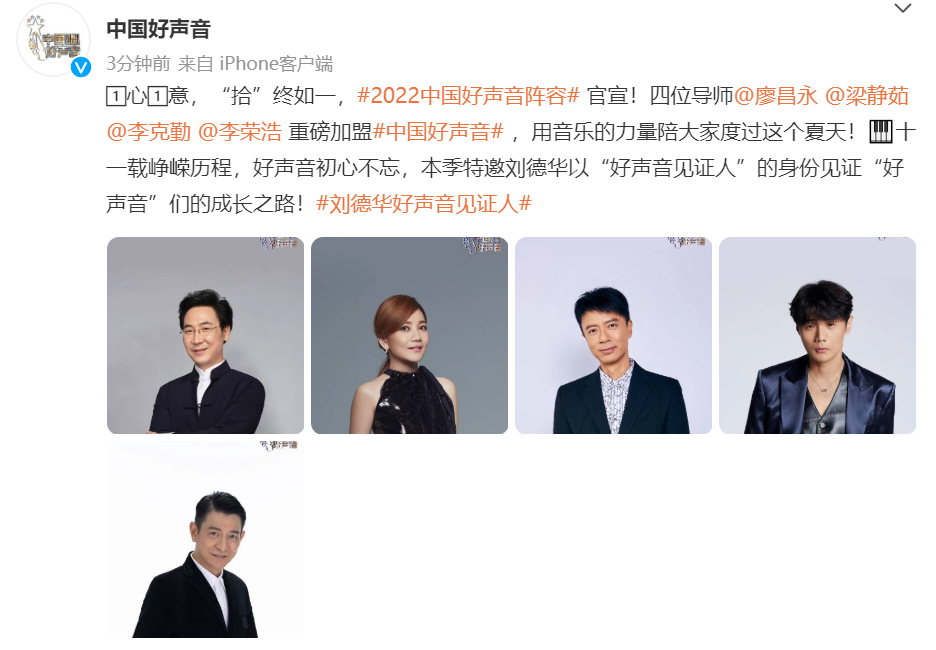 中国好声音
3分钟前 来自 iPhone客户端
1心1意，“拾”终如一，#2022中国好声音阵容# 官宣！四位导师@廖昌永 @梁静茹
@李克勤 @李荣浩 重磅加盟#中国好声音# ，用音乐的力量陪大家度过这个夏天！🎹十
一载峥嵘历程，好声音初心不忘，本季特邀刘德华以“好声音见证人”的身份见证“好
声音”们的成长之路！#刘德华好声音见证人#